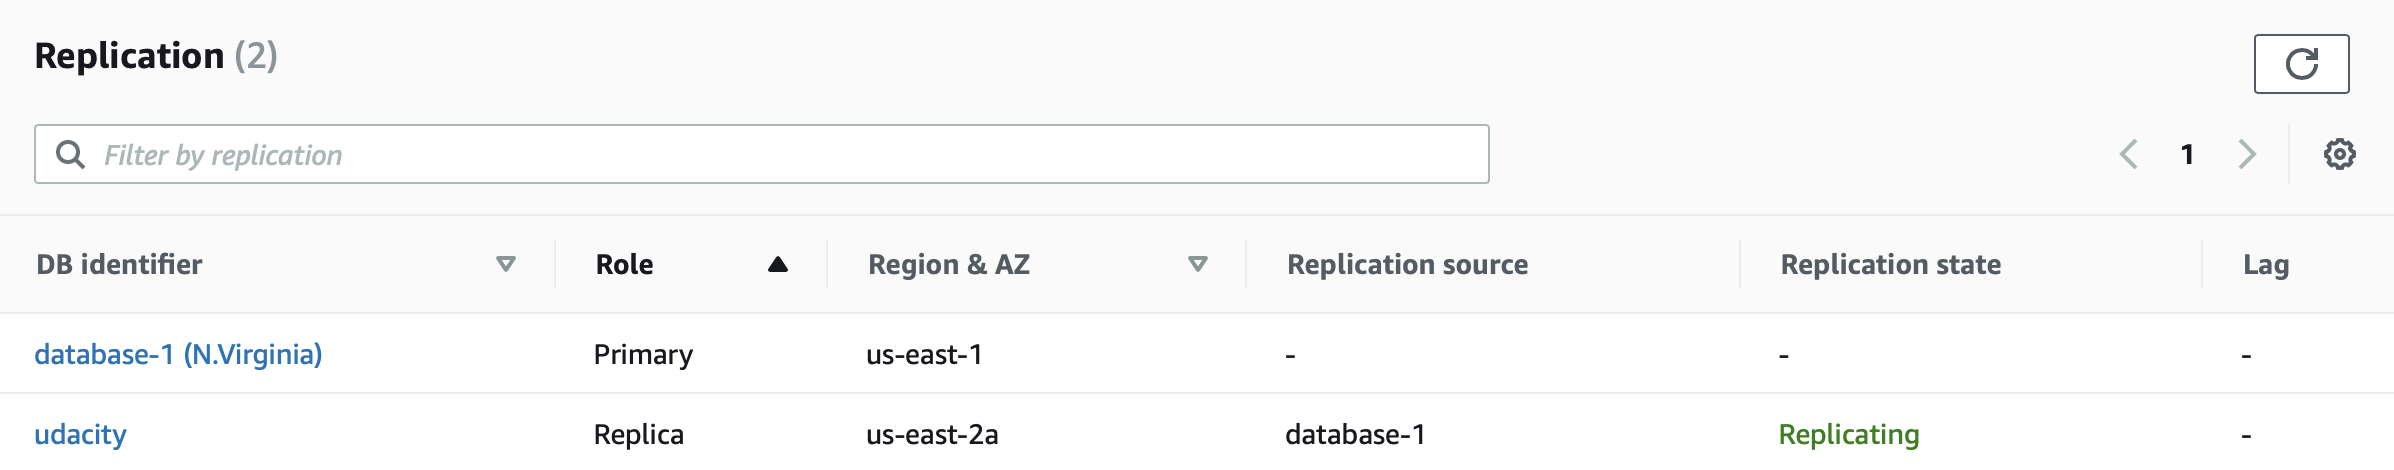 Replication (2)
Filter by replication
1
DB identifier Role Region & AZ Replication source Replication state Lag
database-1 (N.Virginia) Primary us-east-1 - - -
udacity Replica us-east-2a database-1 Replicating -